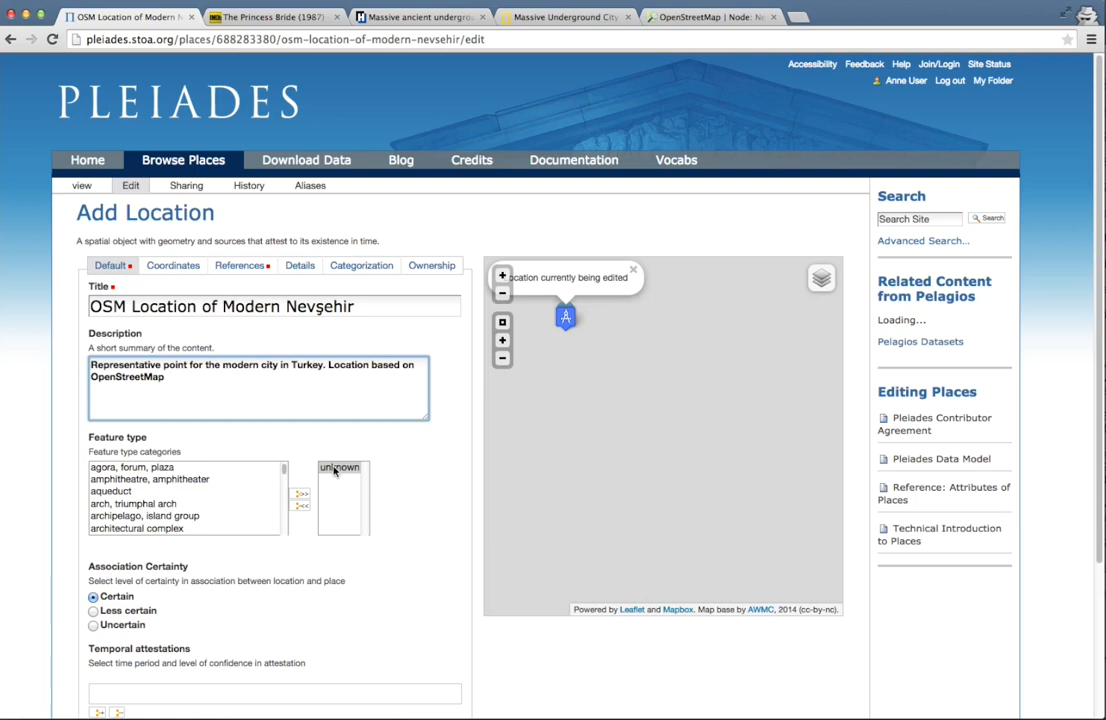 OSM Location of Modern N
The Princess Bride (1987)
Massive ancient undergrou
Massive Underground City
OpenStreetMap | Node: Ne
pleiades.stoa.org/places/688283380/osm-location-of-modern-nevsehir/edit
Accessibility Feedback Help Join/Login Site Status
Anne User Log out My Folder
PLEIADES
Home Browse Places Download Data Blog Credits Documentation Vocabs
view Edit Sharing History Aliases
Add Location
A spatial object with geometry and sources that attest to its existence in time.
Default Coordinates References Details Categorization Ownership
Title
OSM Location of Modern Nevşehir
Description
A short summary of the content.
Representative point for the modern city in Turkey. Location based on
OpenStreetMap
Feature type
Feature type categories
agora, forum, plaza
amphitheatre, amphitheater
aqueduct
arch, triumphal arch
archipelago, island group
architectural complex
>>
<<
unknown
Association Certainty
Select level of certainty in association between location and place
Certain
Less certain
Uncertain
Temporal attestations
Select time period and level of confidence in attestation
ocation currently being edited
+
−
+
−
Powered by Leaflet and Mapbox. Map base by AWMC, 2014 (cc-by-nc).
Search
Search Site Search
Advanced Search...
Related Content
from Pelagios
Loading...
Pelagios Datasets
Editing Places
Pleiades Contributor
Agreement
Pleiades Data Model
Reference: Attributes of
Places
Technical Introduction
to Places